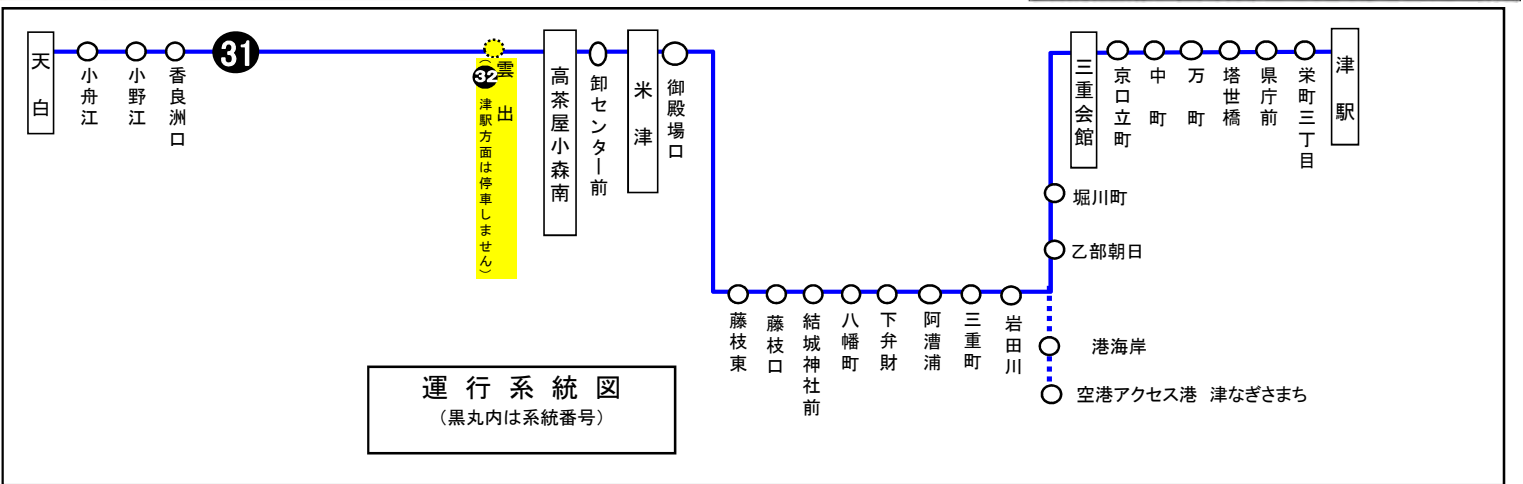 天白
小舟江
小野江
香良洲口
31
雲出
(32 津駅方面は停車しません)
高茶屋小森南
卸センター前
米津
御殿場口
藤枝東
藤枝口
結城神社前
八幡町
下弁財
阿漕浦
三重町
岩田川
港海岸
空港アクセス港 津なぎさまち
乙部朝日
堀川町
三重会館
京口立町
中町
万町
塔世橋
県庁前
栄町三丁目
津駅
運行系統図
(黒丸内は系統番号)